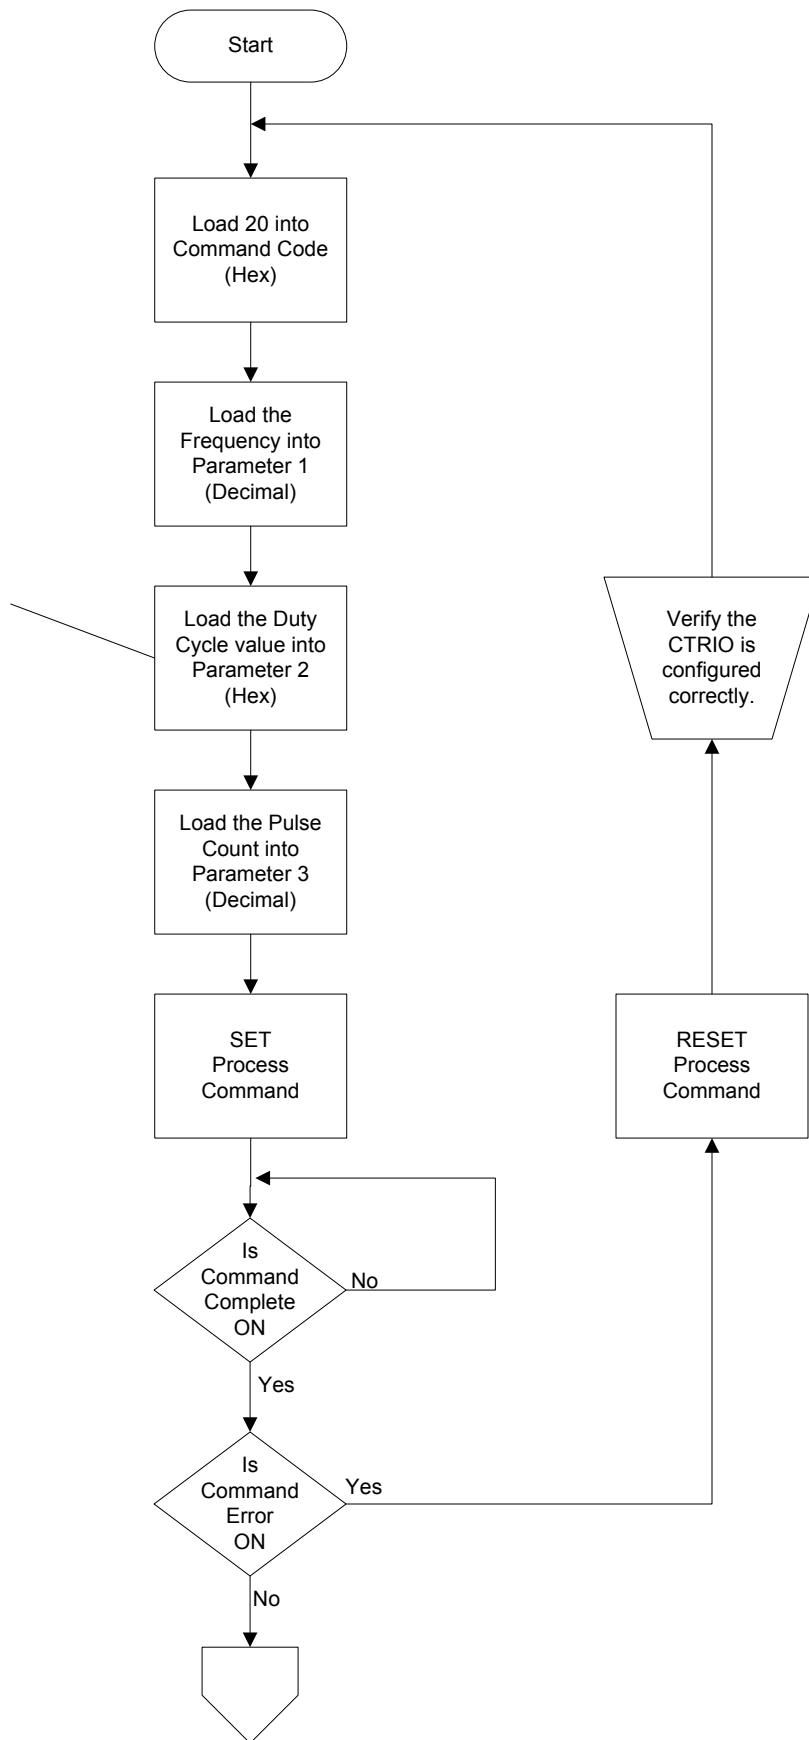 Start
Load 20 into
Command Code
(Hex)
Load the
Frequency into
Parameter 1
(Decimal)
Load the Duty
Cycle value into
Parameter 2
(Hex)
Load the Pulse
Count into
Parameter 3
(Decimal)
SET
Process
Command
Is
Command
Complete
ON
No
Yes
Is
Command
Error
ON
Yes
No
RESET
Process
Command
Verify the
CTRIO is
configured
correctly.